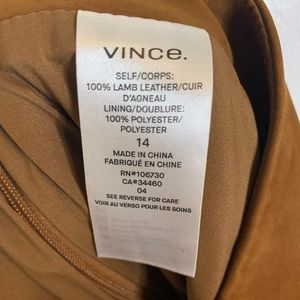 VINCE.
SELF/CORPS:
100% LAMB LEATHER/CUIR
D'AGNEAU
LINING/DOUBLURE:
100% POLYESTER/
POLYESTER
14
MADE IN CHINA
FABRIQUÉ EN CHINE
RN#106730
CA#34460
04
SEE REVERSE FOR CARE
VOIR AU VERSO POUR LES SOINS